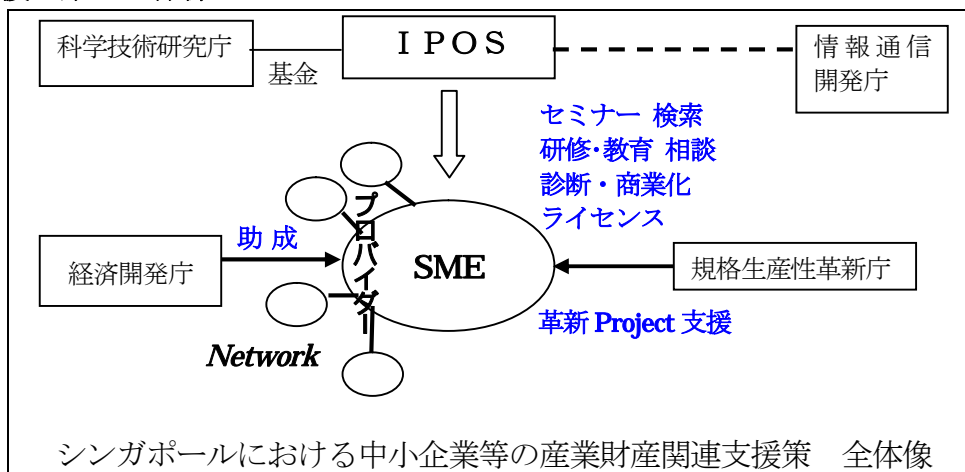 科学技術研究庁
基金
ＩＰＯＳ
情報通信
開発庁
セミナー 検索
研修・教育 相談
診断・商業化
ライセンス
プロバイダー
助 成
経済開発庁
SME
規格生産性革新庁
革新 Project 支援
Network
シンガポールにおける中小企業等の産業財産関連支援策　全体像